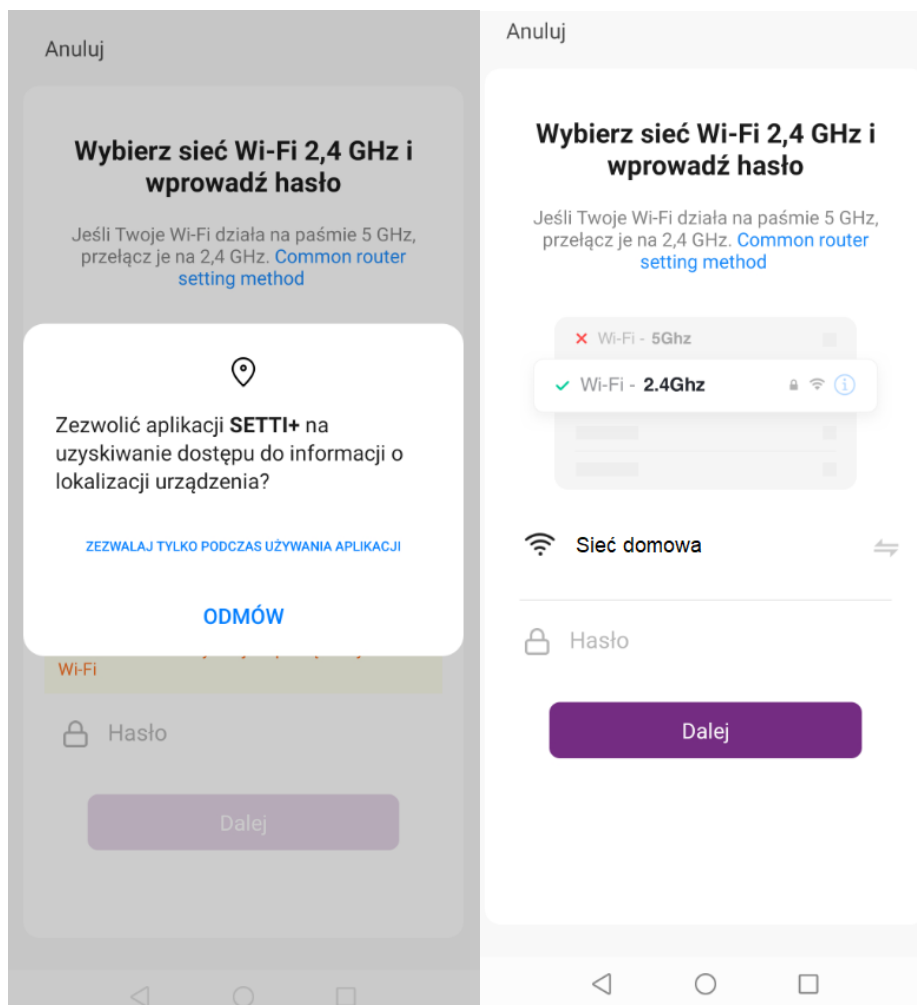 Anuluj
Wybierz sieć Wi-Fi 2,4 GHz i
wprowadź hasło
Jeśli Twoje Wi-Fi działa na paśmie 5 GHz,
przełącz je na 2,4 GHz. Common router
setting method
Zezwolić aplikacji SETTI+ na
uzyskiwanie dostępu do informacji o
lokalizacji urządzenia?
ZEZWALAJ TYLKO PODCZAS UŻYWANIA APLIKACJI
ODMÓW
Wi-Fi
Hasło
Dalej
Anuluj
Wybierz sieć Wi-Fi 2,4 GHz i
wprowadź hasło
Jeśli Twoje Wi-Fi działa na paśmie 5 GHz,
przełącz je na 2,4 GHz. Common router
setting method
Wi-Fi - 5Ghz
Wi-Fi - 2.4Ghz
Sieć domowa
Hasło
Dalej